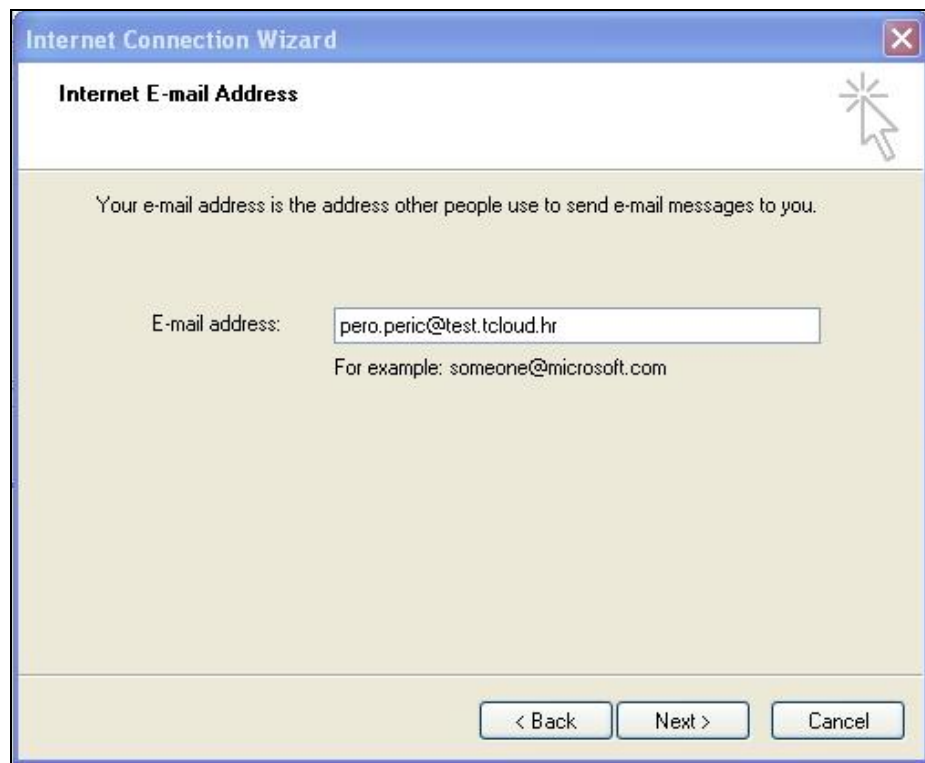 Internet Connection Wizard
Internet E-mail Address
Your e-mail address is the address other people use to send e-mail messages to you.
E-mail address: pero.peric@test.tcloud.hr
For example: someone@microsoft.com
< Back Next > Cancel